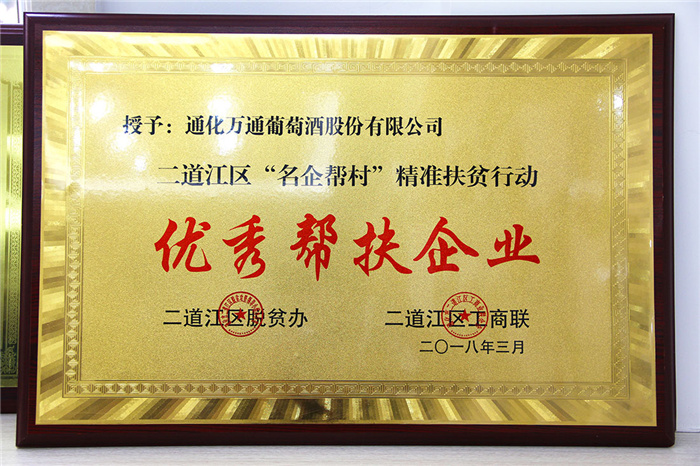 授予：通化万通葡萄酒股份有限公司
二道江区“名企帮村”精准扶贫行动
优秀帮扶企业
二道江区脱贫办 二道江区工商联
二〇一八年三月